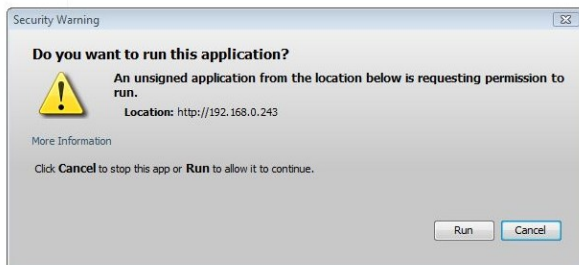 Security Warning
Do you want to run this application?
An unsigned application from the location below is requesting permission to
run.
Location: http://192.168.0.243
More Information
Click Cancel to stop this app or Run to allow it to continue.
Run Cancel